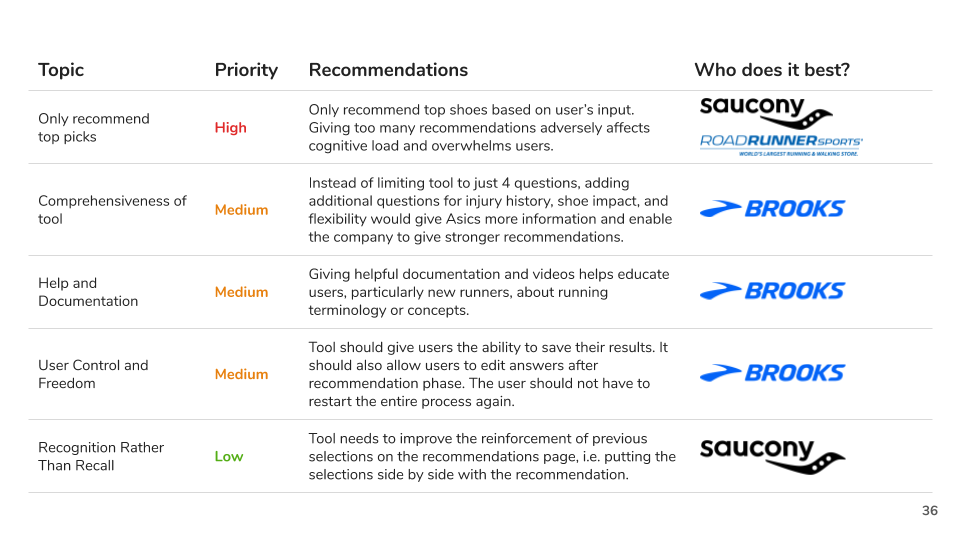 Topic Priority Recommendations Who does it best?
Only recommend
top picks
High
Only recommend top shoes based on user’s input.
Giving too many recommendations adversely affects
cognitive load and overwhelms users.
saucony
ROADRUNNERSPORTS
WORLD'S LARGEST RUNNING & WALKING STORE.
Comprehensiveness of
tool
Medium
Instead of limiting tool to just 4 questions, adding
additional questions for injury history, shoe impact, and
flexibility would give Asics more information and enable
the company to give stronger recommendations.
BROOKS
Help and
Documentation
Medium
Giving helpful documentation and videos helps educate
users, particularly new runners, about running
terminology or concepts.
BROOKS
User Control and
Freedom
Medium
Tool should give users the ability to save their results. It
should also allow users to edit answers after
recommendation phase. The user should not have to
restart the entire process again.
BROOKS
Recognition Rather
Than Recall
Low
Tool needs to improve the reinforcement of previous
selections on the recommendations page, i.e. putting the
selections side by side with the recommendation.
saucony
36